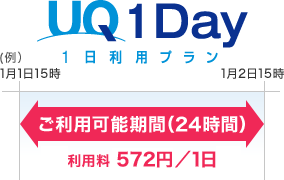 UQ 1Day
1日利用プラン
(例)
1月1日15時 1月2日15時
ご利用可能期間(24時間)
利用料 572円／1日